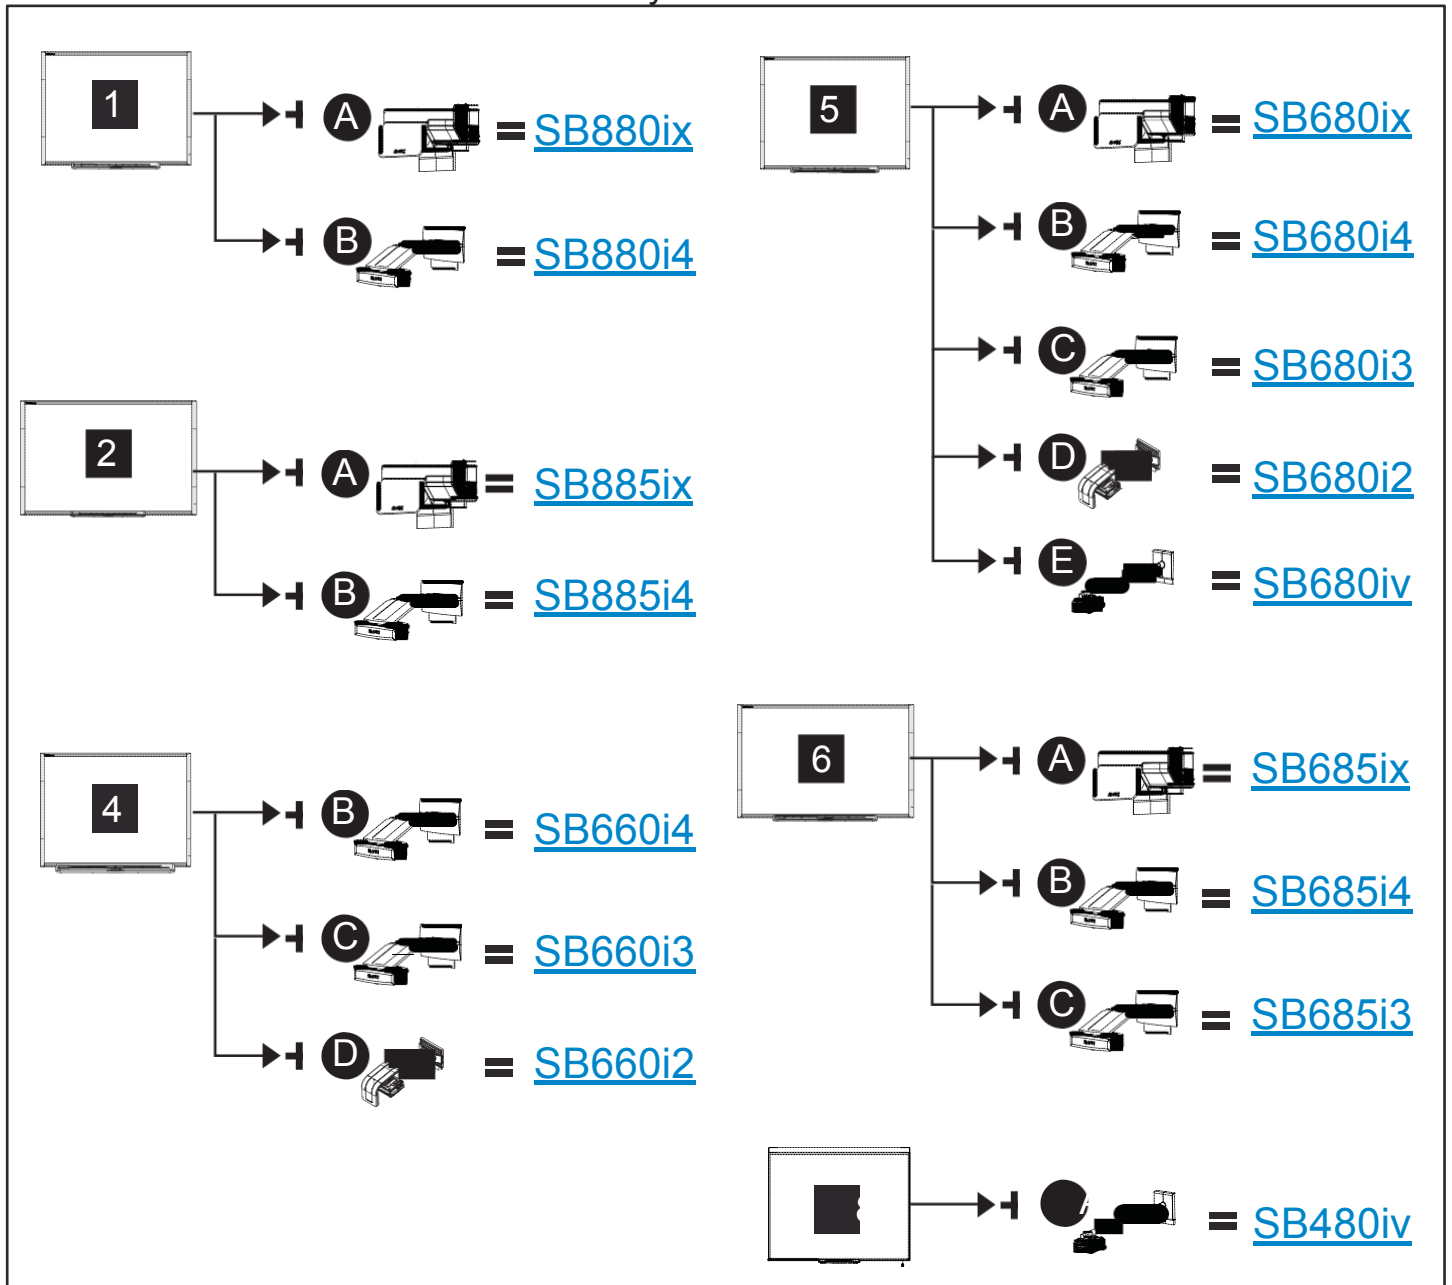 1
A = SB880ix
B = SB880i4
2
A = SB885ix
B = SB885i4
4
B = SB660i4
C = SB660i3
D = SB660i2
5
A = SB680ix
B = SB680i4
C = SB680i3
D = SB680i2
E = SB680iv
6
A = SB685ix
B = SB685i4
C = SB685i3
= SB480iv